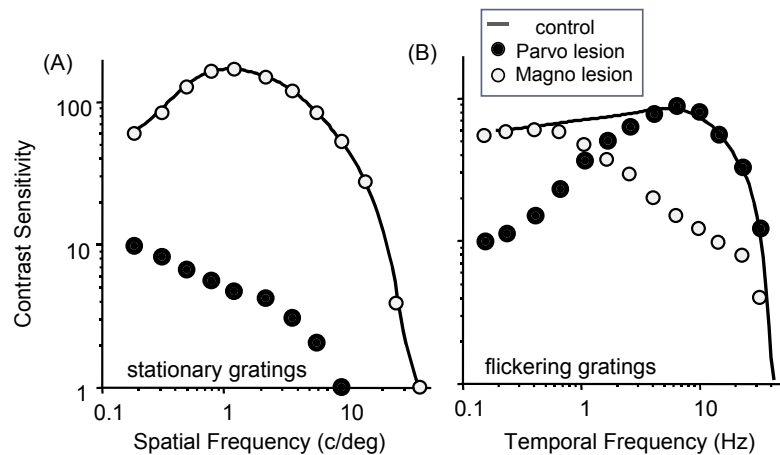 (A)
(B)
control
Parvo lesion
Magno lesion
Contrast Sensitivity
100
10
1
stationary gratings
flickering gratings
0.1
1
10
0.1
1
10
Spatial Frequency (c/deg)
Temporal Frequency (Hz)